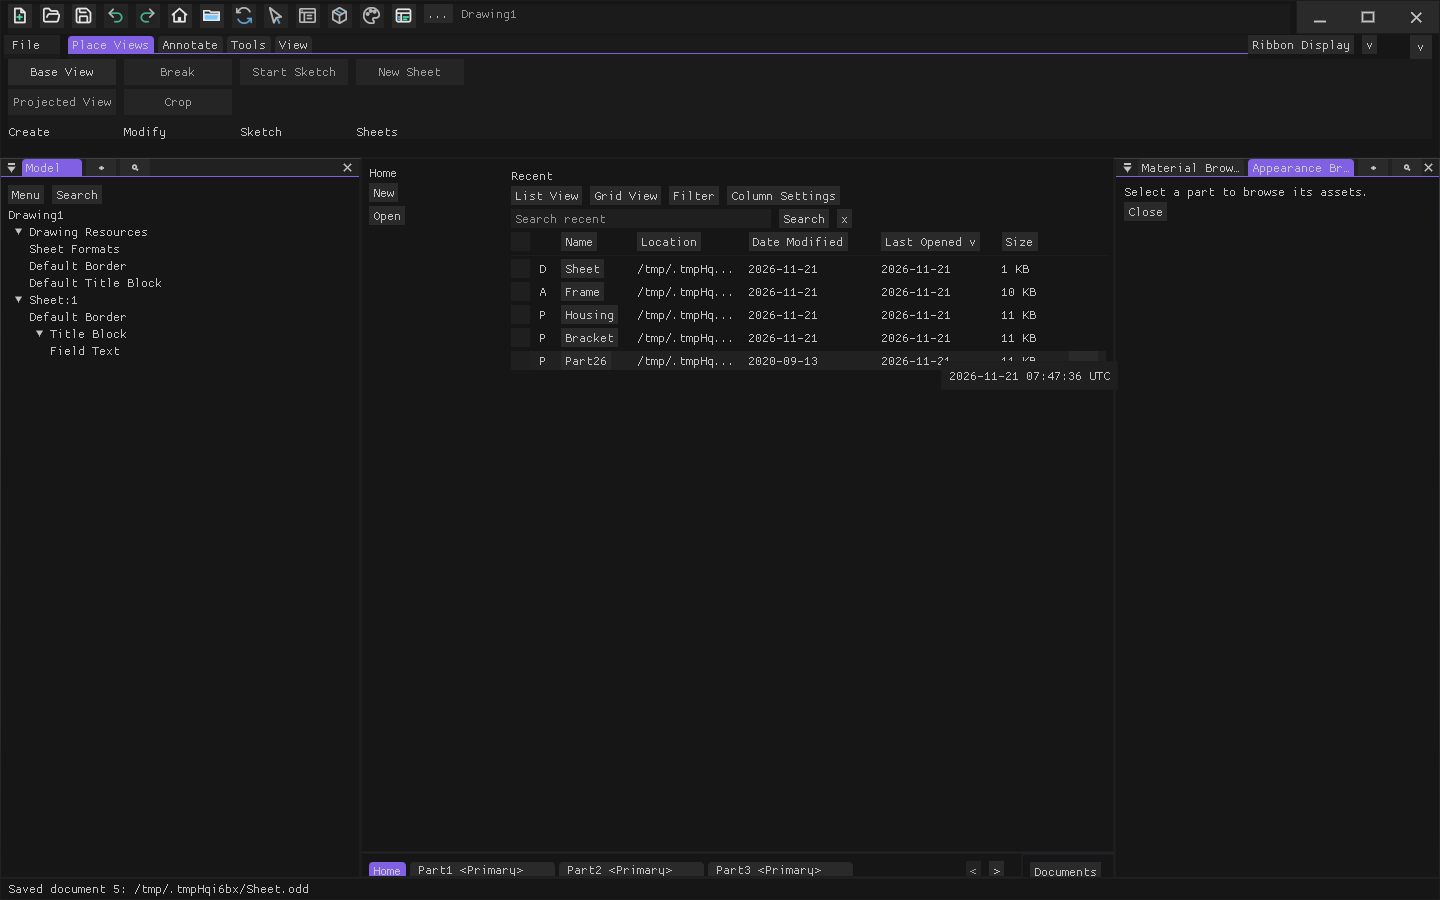 ... Drawing1
File Place Views Annotate Tools View Ribbon Display v v
Base View Break Start Sketch New Sheet
Projected View Crop
Create Modify Sketch Sheets
Model
Menu Search
Drawing1
Drawing Resources
Sheet Formats
Default Border
Default Title Block
Sheet:1
Default Border
Title Block
Field Text
Home
New
Open
Recent
List View Grid View Filter Column Settings
Search recent Search x
Name Location Date Modified Last Opened v Size
D Sheet /tmp/.tmpHq... 2026-11-21 2026-11-21 1 KB
A Frame /tmp/.tmpHq... 2026-11-21 2026-11-21 10 KB
P Housing /tmp/.tmpHq... 2026-11-21 2026-11-21 11 KB
P Bracket /tmp/.tmpHq... 2026-11-21 2026-11-21 11 KB
P Part26 /tmp/.tmpHq... 2020-09-13 2026-11-21 11 KB
2026-11-21 07:47:36 UTC
Material Brow... Appearance Br...
Select a part to browse its assets.
Close
Home Part1 <Primary> Part2 <Primary> Part3 <Primary> < > Documents
Saved document 5: /tmp/.tmpHqi6bx/Sheet.odd